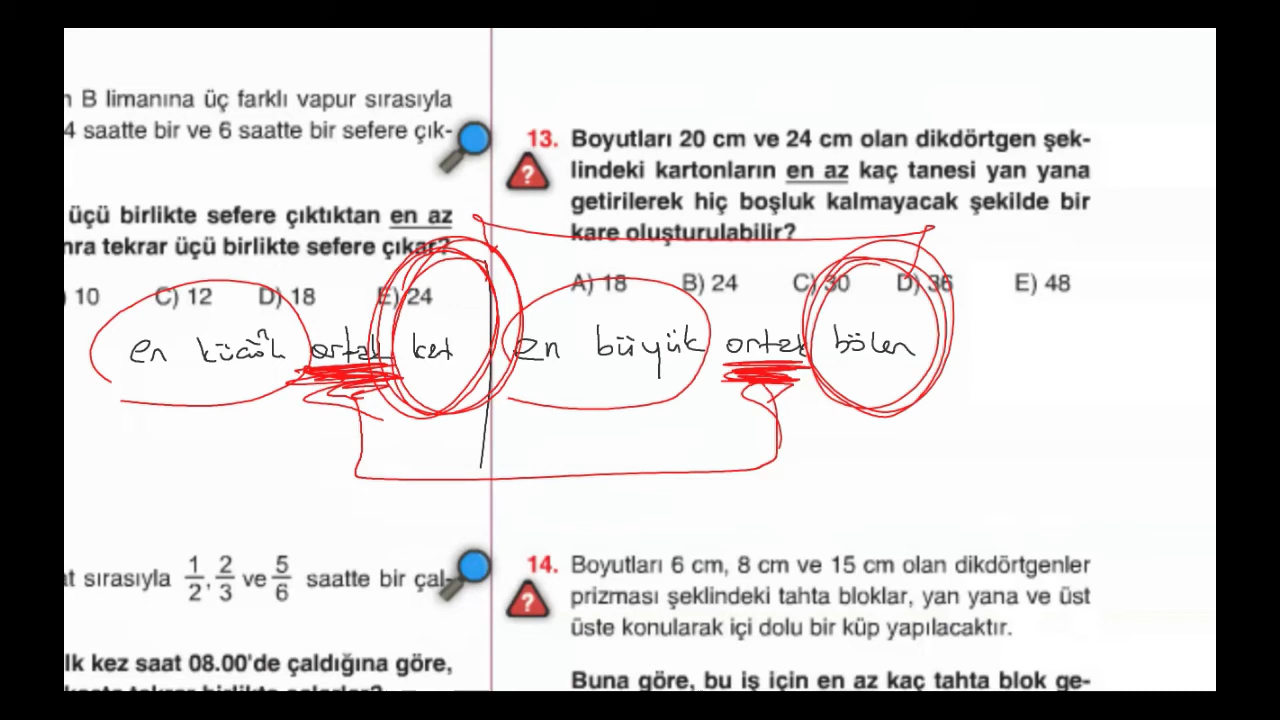 n B limanına üç farklı vapur sırasıyla
4 saatte bir ve 6 saatte bir sefere çık-
üçü birlikte sefere çıktıktan en az
nra tekrar üçü birlikte sefere çıkar?
10 C) 12 D) 18 E) 24
en küçük ortak kat
t sırasıyla 1/2, 2/3 ve 5/6 saatte bir çal-
lk kez saat 08.00'de çaldığına göre,
13. Boyutları 20 cm ve 24 cm olan dikdörtgen şek-
lindeki kartonların en az kaç tanesi yan yana
getirilerek hiç boşluk kalmayacak şekilde bir
kare oluşturulabilir?
A) 18 B) 24 C) 30 D) 36 E) 48
en büyük ortak bölen
14. Boyutları 6 cm, 8 cm ve 15 cm olan dikdörtgenler
prizması şeklindeki tahta bloklar, yan yana ve üst
üste konularak içi dolu bir küp yapılacaktır.
Buna göre, bu iş için en az kaç tahta blok ge-